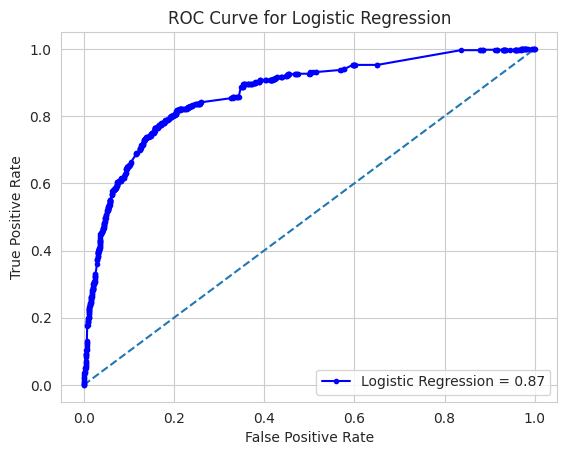 ROC Curve for Logistic Regression
True Positive Rate
1.0
0.8
0.6
0.4
0.2
0.0
Logistic Regression = 0.87
0.0 0.2 0.4 0.6 0.8 1.0
False Positive Rate